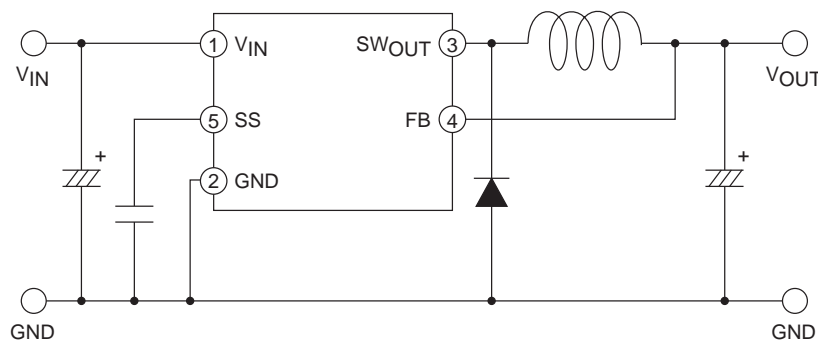 1 V_IN SW_OUT 3
V_IN V_OUT
5 SS FB 4
+ +
2 GND
GND GND